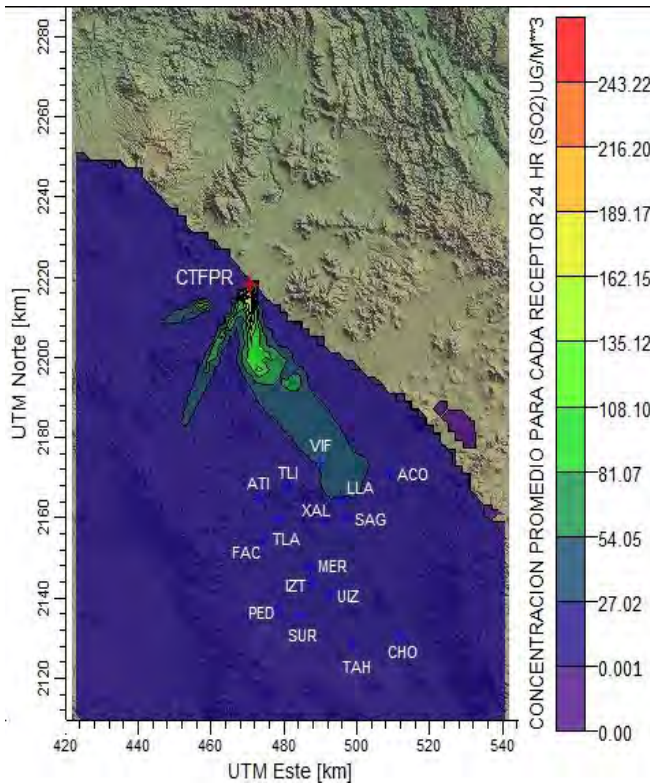 CONCENTRACION PROMEDIO PARA CADA RECEPTOR 24 HR (SO2)UG/M**3
243.22
216.20
189.17
162.15
135.12
108.10
81.07
54.05
27.02
0.001
0.00
UTM Norte [km]
2280
2260
2240
2220
2200
2180
2160
2140
2120
CTFPR
VIF
TLI
ACO
ATI
LLA
XAL
SAG
TLA
FAC
MER
IZT
UIZ
PED
SUR
CHO
TAH
420 440 460 480 500 520 540
UTM Este [km]